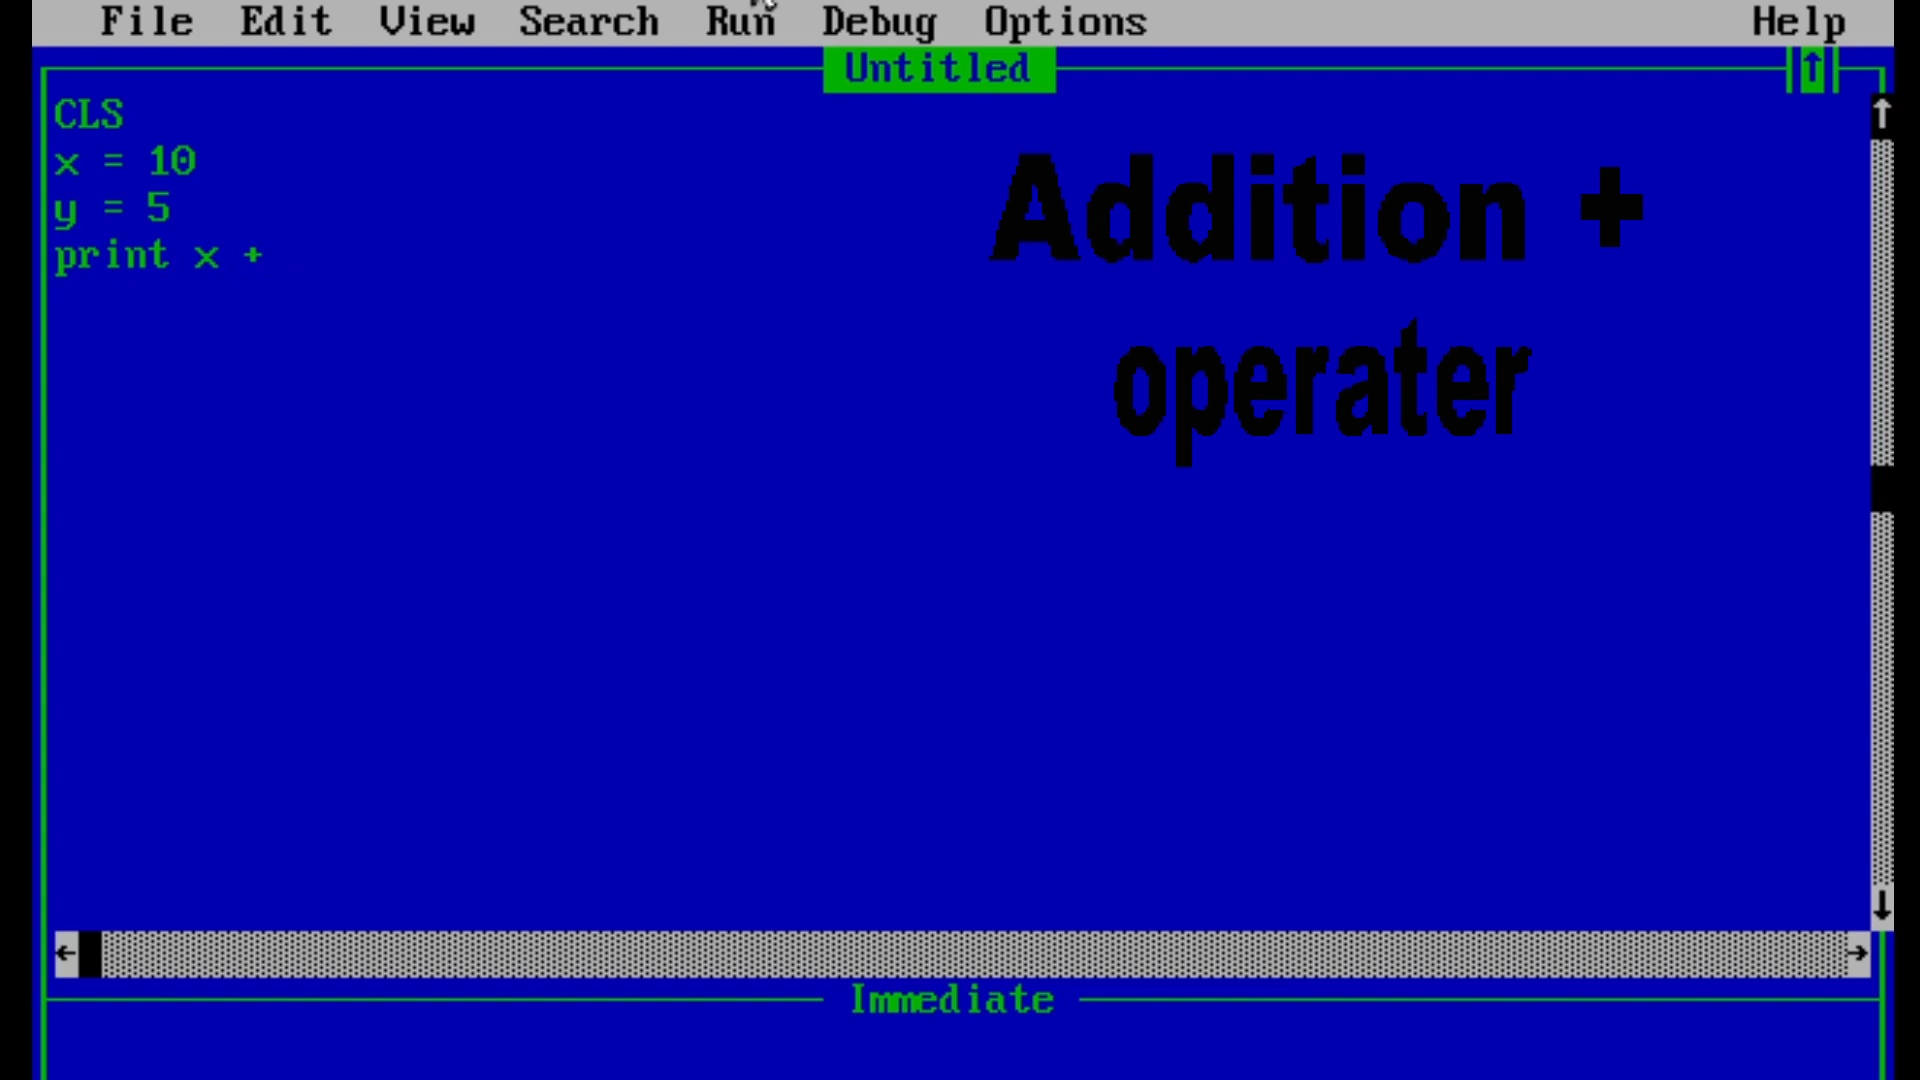 File Edit View Search Run Debug Options Help
Untitled
↑
CLS
x = 10
y = 5
print x +
Addition +
operater
Immediate